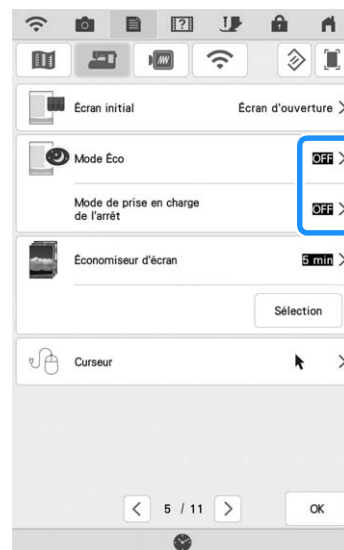 Écran initial Écran d'ouverture
Mode Éco OFF
Mode de prise en charge
de l'arrêt OFF
Économiseur d'écran 5 min
Sélection
Curseur
5 / 11 OK